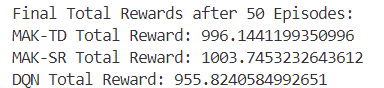 Final Total Rewards after 50 Episodes:
MAK-TD Total Reward: 996.1441199350996
MAK-SR Total Reward: 1003.7453232643612
DQN Total Reward: 955.8240584992651